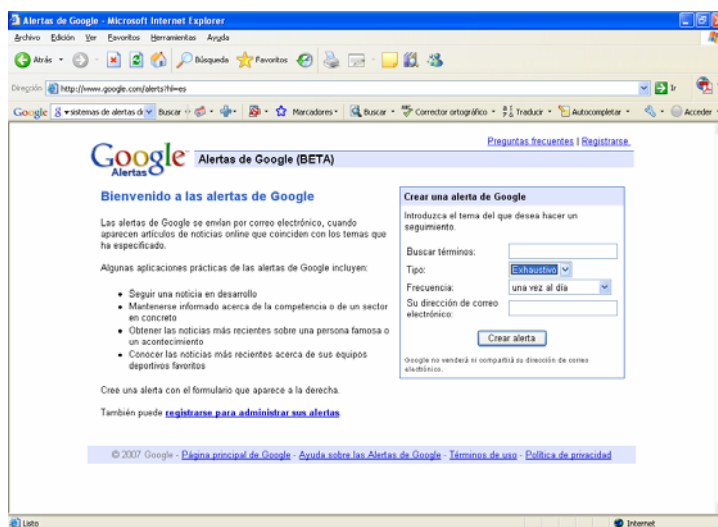 Alertas de Google - Microsoft Internet Explorer
Archivo Edición Ver Favoritos Herramientas Ayuda
Atrás Búsqueda Favoritos
Dirección http://www.google.com/alerts?hl=es Ir
Google sistemas de alertas d Buscar Marcadores Buscar Corrector ortográfico Traducir Autocompletar Acceder
Preguntas frecuentes | Registrarse
Google Alertas
Alertas de Google (BETA)
Bienvenido a las alertas de Google
Las alertas de Google se envían por correo electrónico, cuando
aparecen artículos de noticias online que coinciden con los temas que
ha especificado.
Algunas aplicaciones prácticas de las alertas de Google incluyen:
• Seguir una noticia en desarrollo
• Mantenerse informado acerca de la competencia o de un sector
en concreto
• Obtener las noticias más recientes sobre una persona famosa o
un acontecimiento
• Conocer las noticias más recientes acerca de sus equipos
deportivos favoritos
Cree una alerta con el formulario que aparece a la derecha.
También puede registrarse para administrar sus alertas
Crear una alerta de Google
Introduzca el tema del que desea hacer un
seguimiento.
Buscar términos:
Tipo: Exhaustivo
Frecuencia: una vez al día
Su dirección de correo
electrónico:
Crear alerta
Google no venderá ni compartirá su dirección de correo
electrónico.
© 2007 Google - Página principal de Google - Ayuda sobre las Alertas de Google - Términos de uso - Política de privacidad
Listo Internet